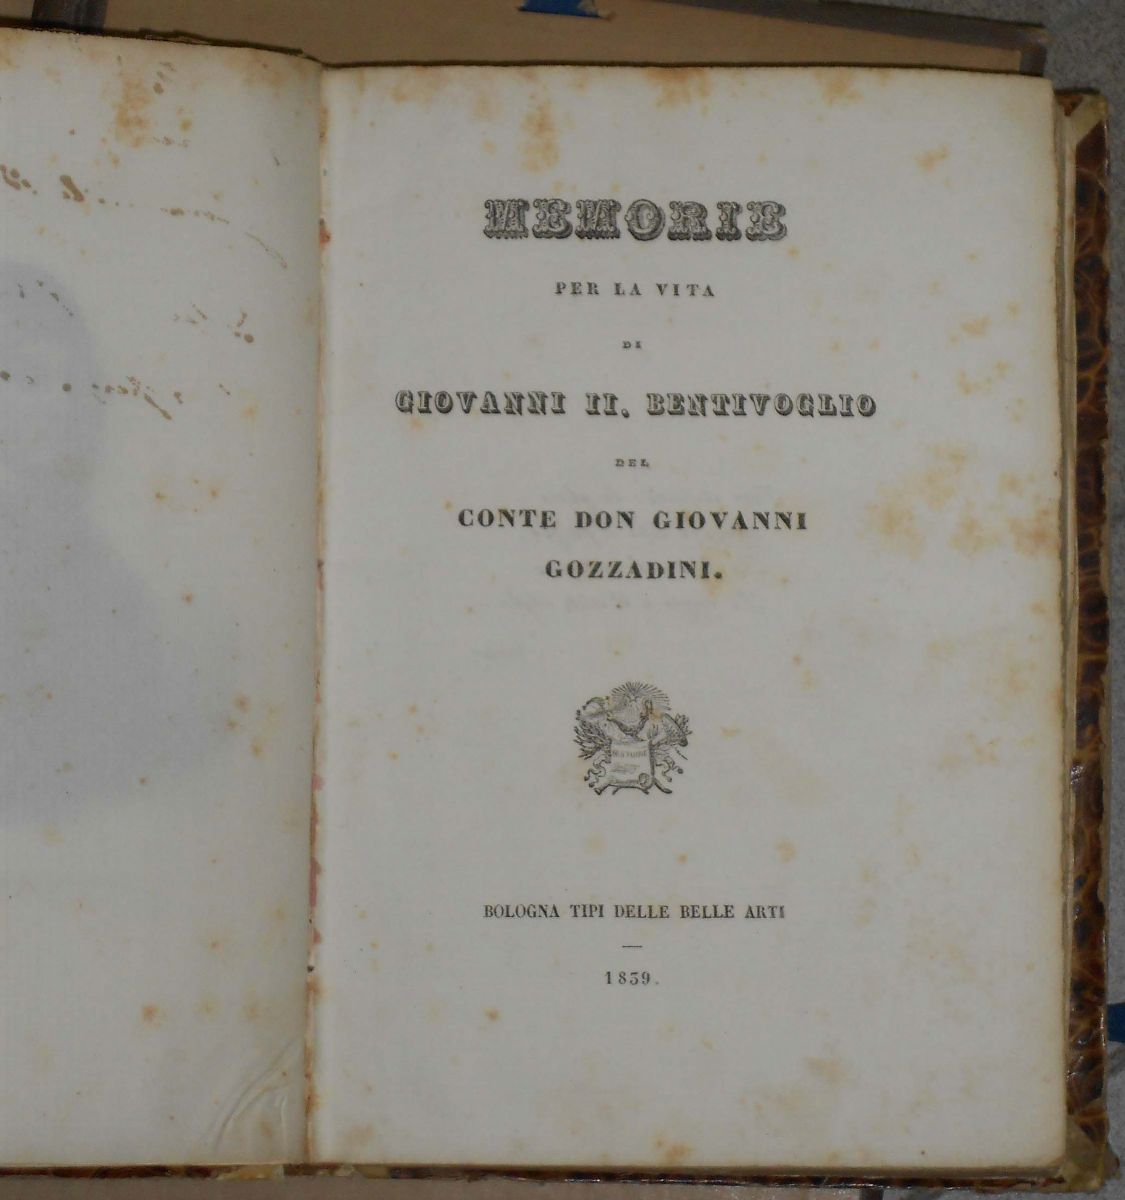 MEMORIE
PER LA VITA
DI
GIOVANNI II. BENTIVOGLIO
DEL
CONTE DON GIOVANNI
GOZZADINI.
BOLOGNA TIPI DELLE BELLE ARTI
1839.